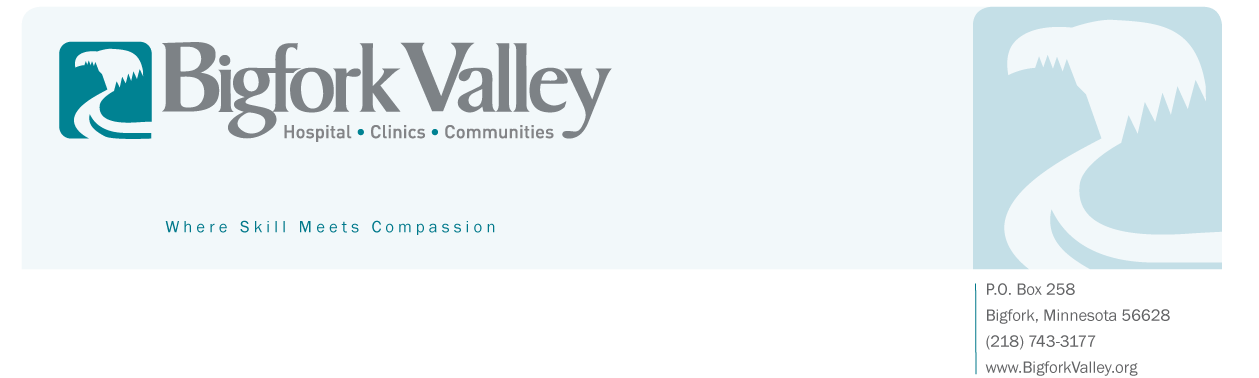 Bigfork Valley
Hospital • Clinics • Communities
Where Skill Meets Compassion
P.O. Box 258
Bigfork, Minnesota 56628
(218) 743-3177
www.BigforkValley.org